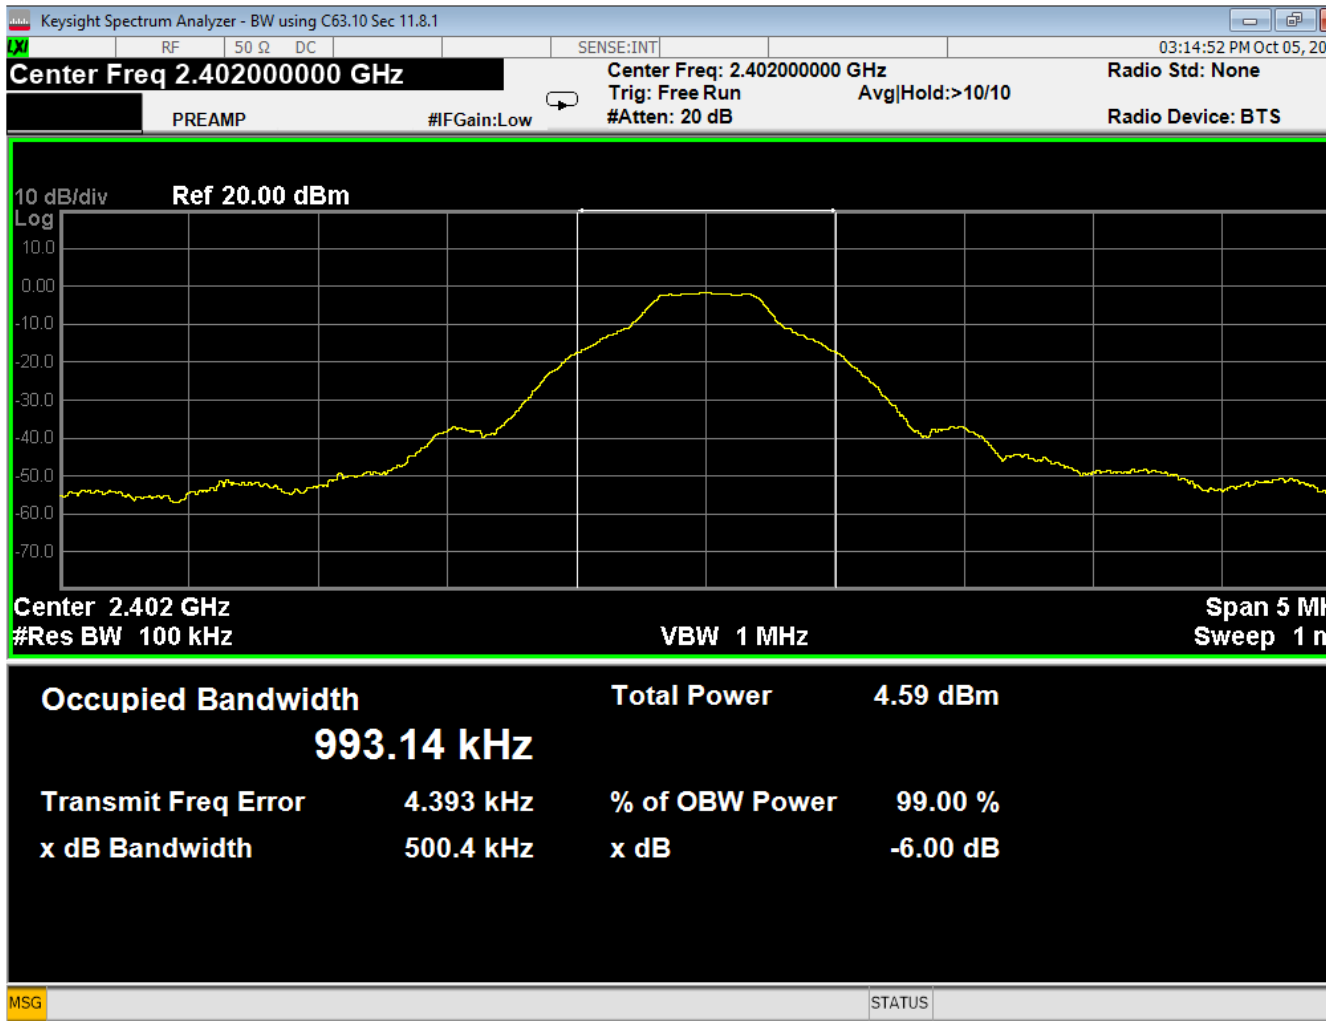 Keysight Spectrum Analyzer - BW using C63.10 Sec 11.8.1
LXI RF 50 Ω DC SENSE:INT 03:14:52 PM Oct 05, 20
Center Freq 2.402000000 GHz Center Freq: 2.402000000 GHz Radio Std: None
Trig: Free Run Avg|Hold:>10/10
PREAMP #IFGain:Low #Atten: 20 dB Radio Device: BTS
10 dB/div Ref 20.00 dBm
Log
10.0
0.00
-10.0
-20.0
-30.0
-40.0
-50.0
-60.0
-70.0
Center 2.402 GHz Span 5 MH
#Res BW 100 kHz VBW 1 MHz Sweep 1 m
Occupied Bandwidth Total Power 4.59 dBm
993.14 kHz
Transmit Freq Error 4.393 kHz % of OBW Power 99.00 %
x dB Bandwidth 500.4 kHz x dB -6.00 dB
MSG STATUS